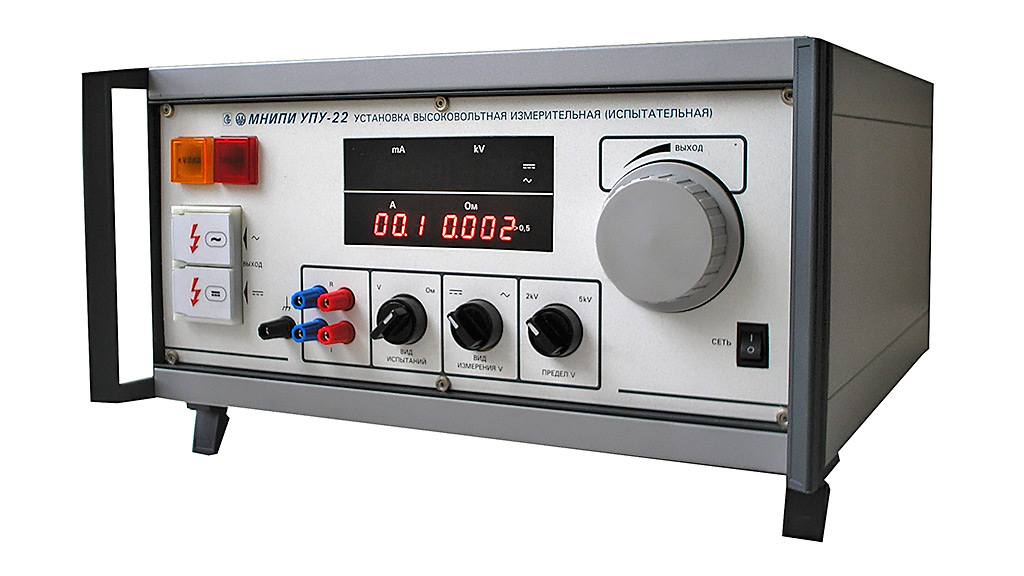 МНИПИ УПУ-22 УСТАНОВКА ВЫСОКОВОЛЬТНАЯ ИЗМЕРИТЕЛЬНАЯ (ИСПЫТАТЕЛЬНАЯ)
mA kV
ВЫХОД
A Ом
00.1 0.002 >0,5
ВЫХОД
R
I
V Ом
ВИД
ИСПЫТАНИЙ
ВИД
ИЗМЕРЕНИЯ V
2kV 5kV
ПРЕДЕЛ V
СЕТЬ
I
O